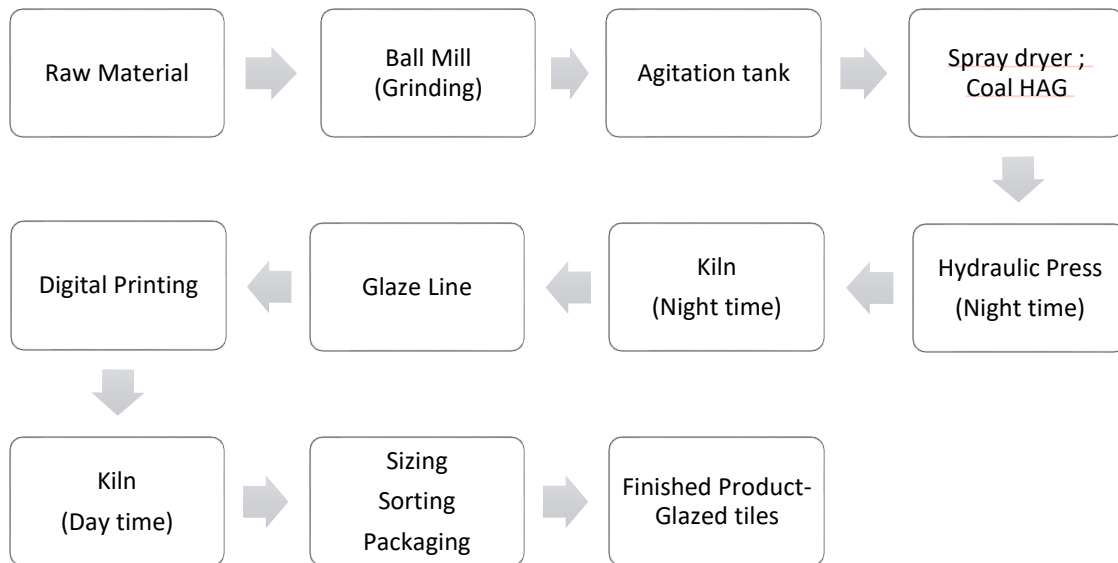 Raw Material
Ball Mill
(Grinding)
Agitation tank
Spray dryer ;
Coal HAG
Hydraulic Press
(Night time)
Kiln
(Night time)
Glaze Line
Digital Printing
Kiln
(Day time)
Sizing
Sorting
Packaging
Finished Product-
Glazed tiles